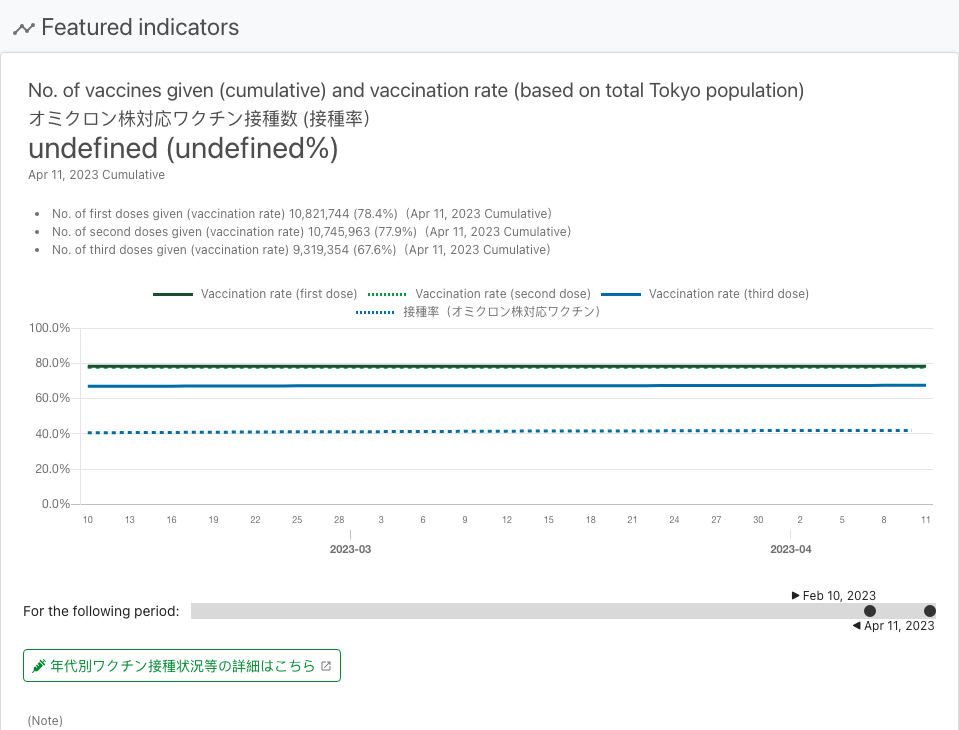 Featured indicators
No. of vaccines given (cumulative) and vaccination rate (based on total Tokyo population)
オミクロン株対応ワクチン接種数 (接種率）
undefined (undefined%)
Apr 11, 2023 Cumulative
No. of first doses given (vaccination rate) 10,821,744 (78.4%)（Apr 11, 2023 Cumulative)
No. of second doses given (vaccination rate) 10,745,963 (77.9%)（Apr 11, 2023 Cumulative)
No. of third doses given (vaccination rate) 9,319,354 (67.6%)（Apr 11, 2023 Cumulative)
Vaccination rate (first dose) Vaccination rate (second dose) Vaccination rate (third dose)
接種率（オミクロン株対応ワクチン）
100.0%
80.0%
60.0%
40.0%
20.0%
0.0%
10 13 16 19 22 25 28 3 6 9 12 15 18 21 24 27 30 2 5 8 11
2023-03 2023-04
▶ Feb 10, 2023
For the following period:
◀ Apr 11, 2023
年代別ワクチン接種状況等の詳細はこちら
(Note)